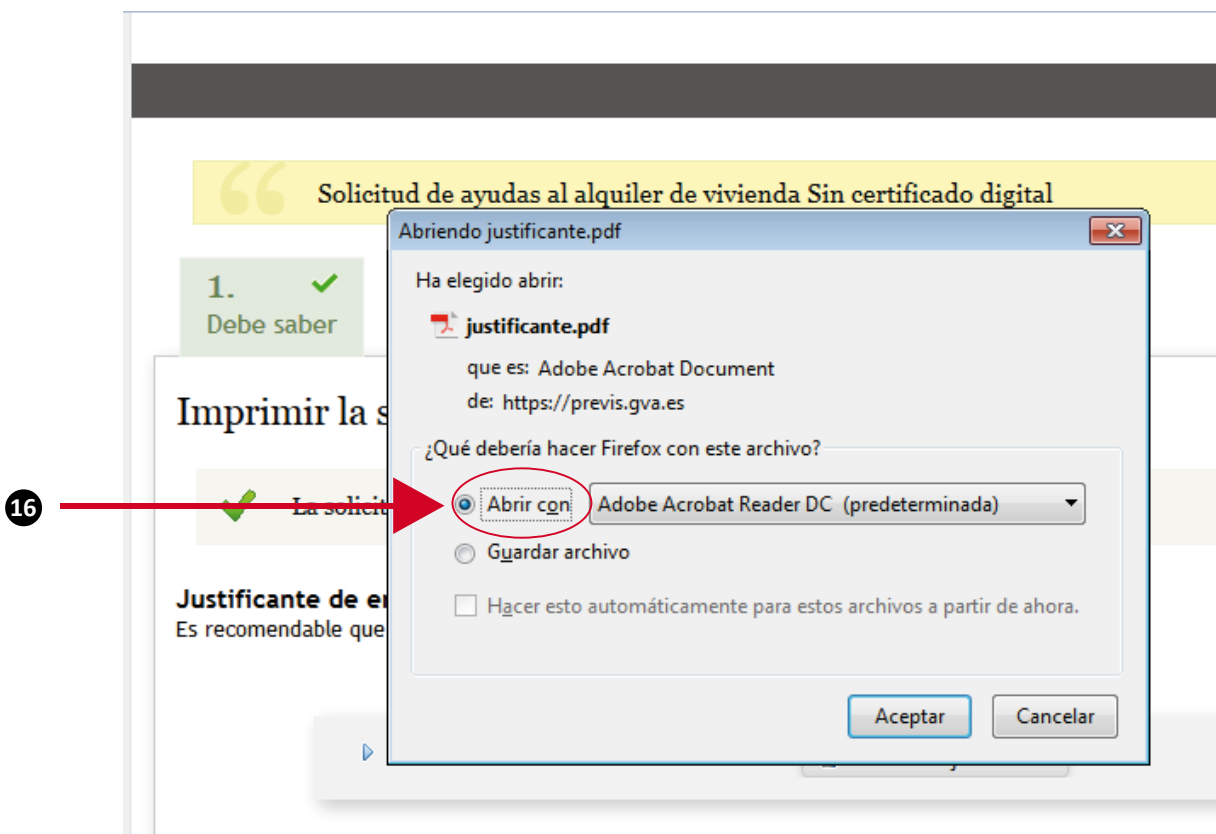 Solicitud de ayudas al alquiler de vivienda Sin certificado digital
Abriendo justificante.pdf
1.
Debe saber
Ha elegido abrir:
justificante.pdf
que es: Adobe Acrobat Document
de: https://previs.gva.es
Imprimir la
¿Qué debería hacer Firefox con este archivo?
16
La
Abrir con
Adobe Acrobat Reader DC (predeterminada)
Guardar archivo
Justificante de
Hacer esto automáticamente para estos archivos a partir de ahora.
Es recomendable que
Aceptar
Cancelar